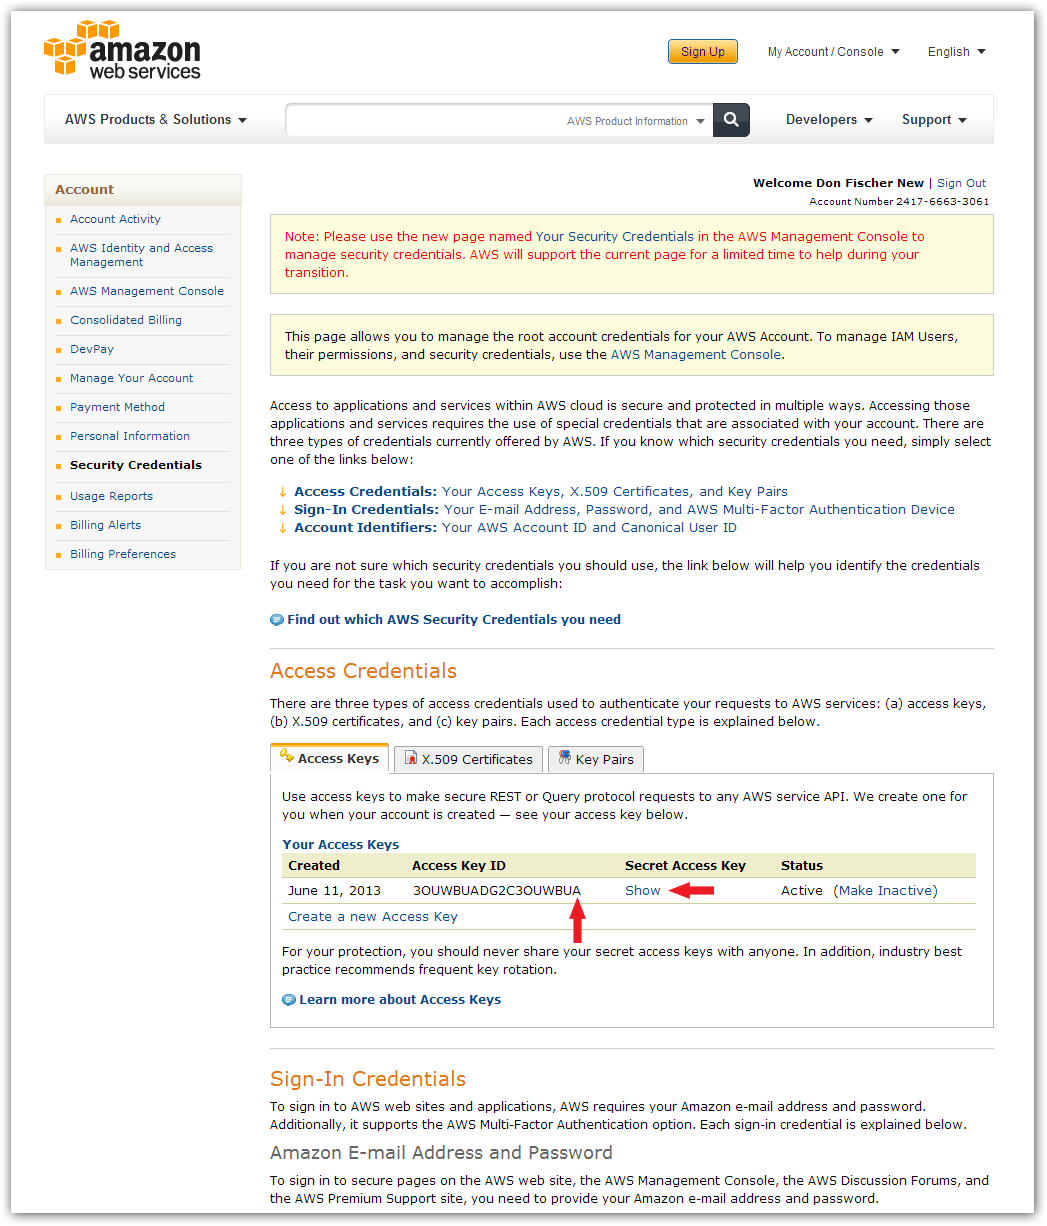 amazon
web services
Sign Up
My Account / Console
English
AWS Products & Solutions
AWS Product Information
Developers
Support
Account
Account Activity
AWS Identity and Access
Management
AWS Management Console
Consolidated Billing
DevPay
Manage Your Account
Payment Method
Personal Information
Security Credentials
Usage Reports
Billing Alerts
Billing Preferences
Welcome Don Fischer New | Sign Out
Account Number 2417-6663-3061
Note: Please use the new page named Your Security Credentials in the AWS Management Console to
manage security credentials. AWS will support the current page for a limited time to help during your
transition.
This page allows you to manage the root account credentials for your AWS Account. To manage IAM Users,
their permissions, and security credentials, use the AWS Management Console.
Access to applications and services within AWS cloud is secure and protected in multiple ways. Accessing those
applications and services requires the use of special credentials that are associated with your account. There are
three types of credentials currently offered by AWS. If you know which security credentials you need, simply select
one of the links below:
Access Credentials: Your Access Keys, X.509 Certificates, and Key Pairs
Sign-In Credentials: Your E-mail Address, Password, and AWS Multi-Factor Authentication Device
Account Identifiers: Your AWS Account ID and Canonical User ID
If you are not sure which security credentials you should use, the link below will help you identify the credentials
you need for the task you want to accomplish:
Find out which AWS Security Credentials you need
Access Credentials
There are three types of access credentials used to authenticate your requests to AWS services: (a) access keys,
(b) X.509 certificates, and (c) key pairs. Each access credential type is explained below.
Access Keys X.509 Certificates Key Pairs
Use access keys to make secure REST or Query protocol requests to any AWS service API. We create one for
you when your account is created — see your access key below.
Your Access Keys
Created Access Key ID Secret Access Key Status
June 11, 2013 3OUWBUADG2C3OUWBUA Show Active (Make Inactive)
Create a new Access Key
For your protection, you should never share your secret access keys with anyone. In addition, industry best
practice recommends frequent key rotation.
Learn more about Access Keys
Sign-In Credentials
To sign in to AWS web sites and applications, AWS requires your Amazon e-mail address and password.
Additionally, it supports the AWS Multi-Factor Authentication option. Each sign-in credential is explained below.
Amazon E-mail Address and Password
To sign in to secure pages on the AWS web site, the AWS Management Console, the AWS Discussion Forums, and
the AWS Premium Support site, you need to provide your Amazon e-mail address and password.